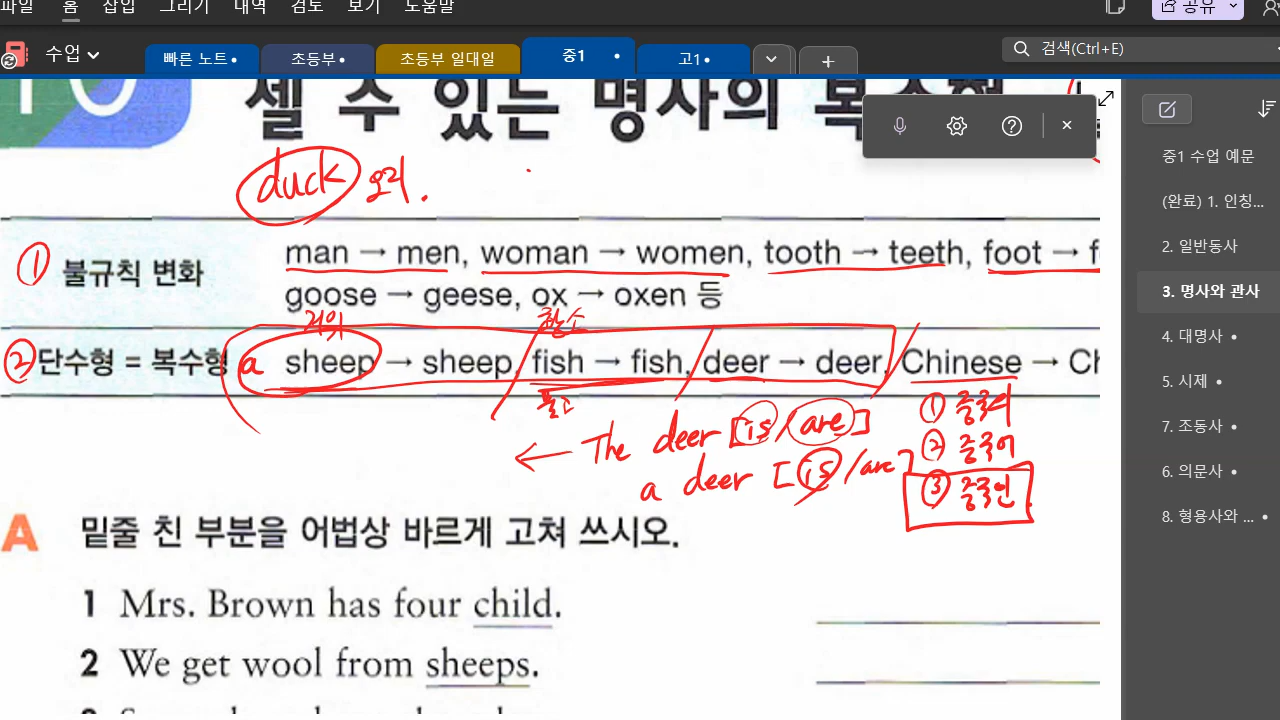 파일 홈 삽입 그리기 대역 검토 보기 도움말 공유
수업 빠른 노트 초등부 초등부 일대일 중1 고1 검색(Ctrl+E)
10 셀 수 있는 명사의
duck 오리.
① 불규칙 변화 man → men, woman → women, tooth → teeth, foot → f
goose → geese, ox → oxen 등
거위 황소
② 단수형 = 복수형 a sheep → sheep, fish → fish, deer → deer, Chinese → Ch
물고
← The deer [is/are]
a deer [is/are]
① 중국의
② 중국어
③ 중국인
A 밑줄 친 부분을 어법상 바르게 고쳐 쓰시오.
1 Mrs. Brown has four child.
2 We get wool from sheeps.
중1 수업 예문
(완료) 1. 인칭...
2. 일반동사
3. 명사와 관사
4. 대명사
5. 시제
7. 조동사
6. 의문사
8. 형용사와 ...